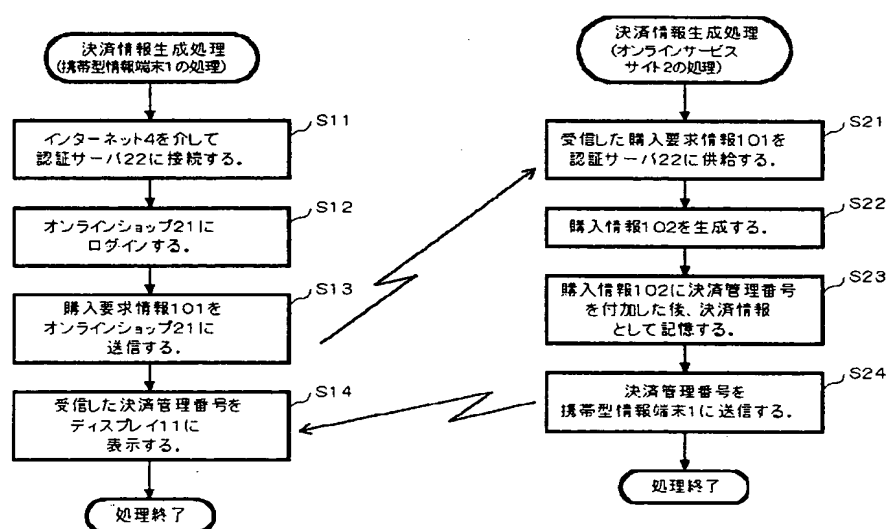 決済情報生成処理
(携帯型情報端末1の処理)
S11
インターネット4を介して
認証サーバ22に接続する.
S12
オンラインショップ21に
ログインする.
S13
購入要求情報101を
オンラインショップ21に
送信する.
S14
受信した決済管理番号を
ディスプレイ11に
表示する.
処理終了
決済情報生成処理
(オンラインサービス
サイト2の処理)
S21
受信した購入要求情報101を
認証サーバ22に供給する.
S22
購入情報102を生成する.
S23
購入情報102に決済管理番号
を付加した後、決済情報
として記憶する.
S24
決済管理番号を
携帯型情報端末1に送信する.
処理終了